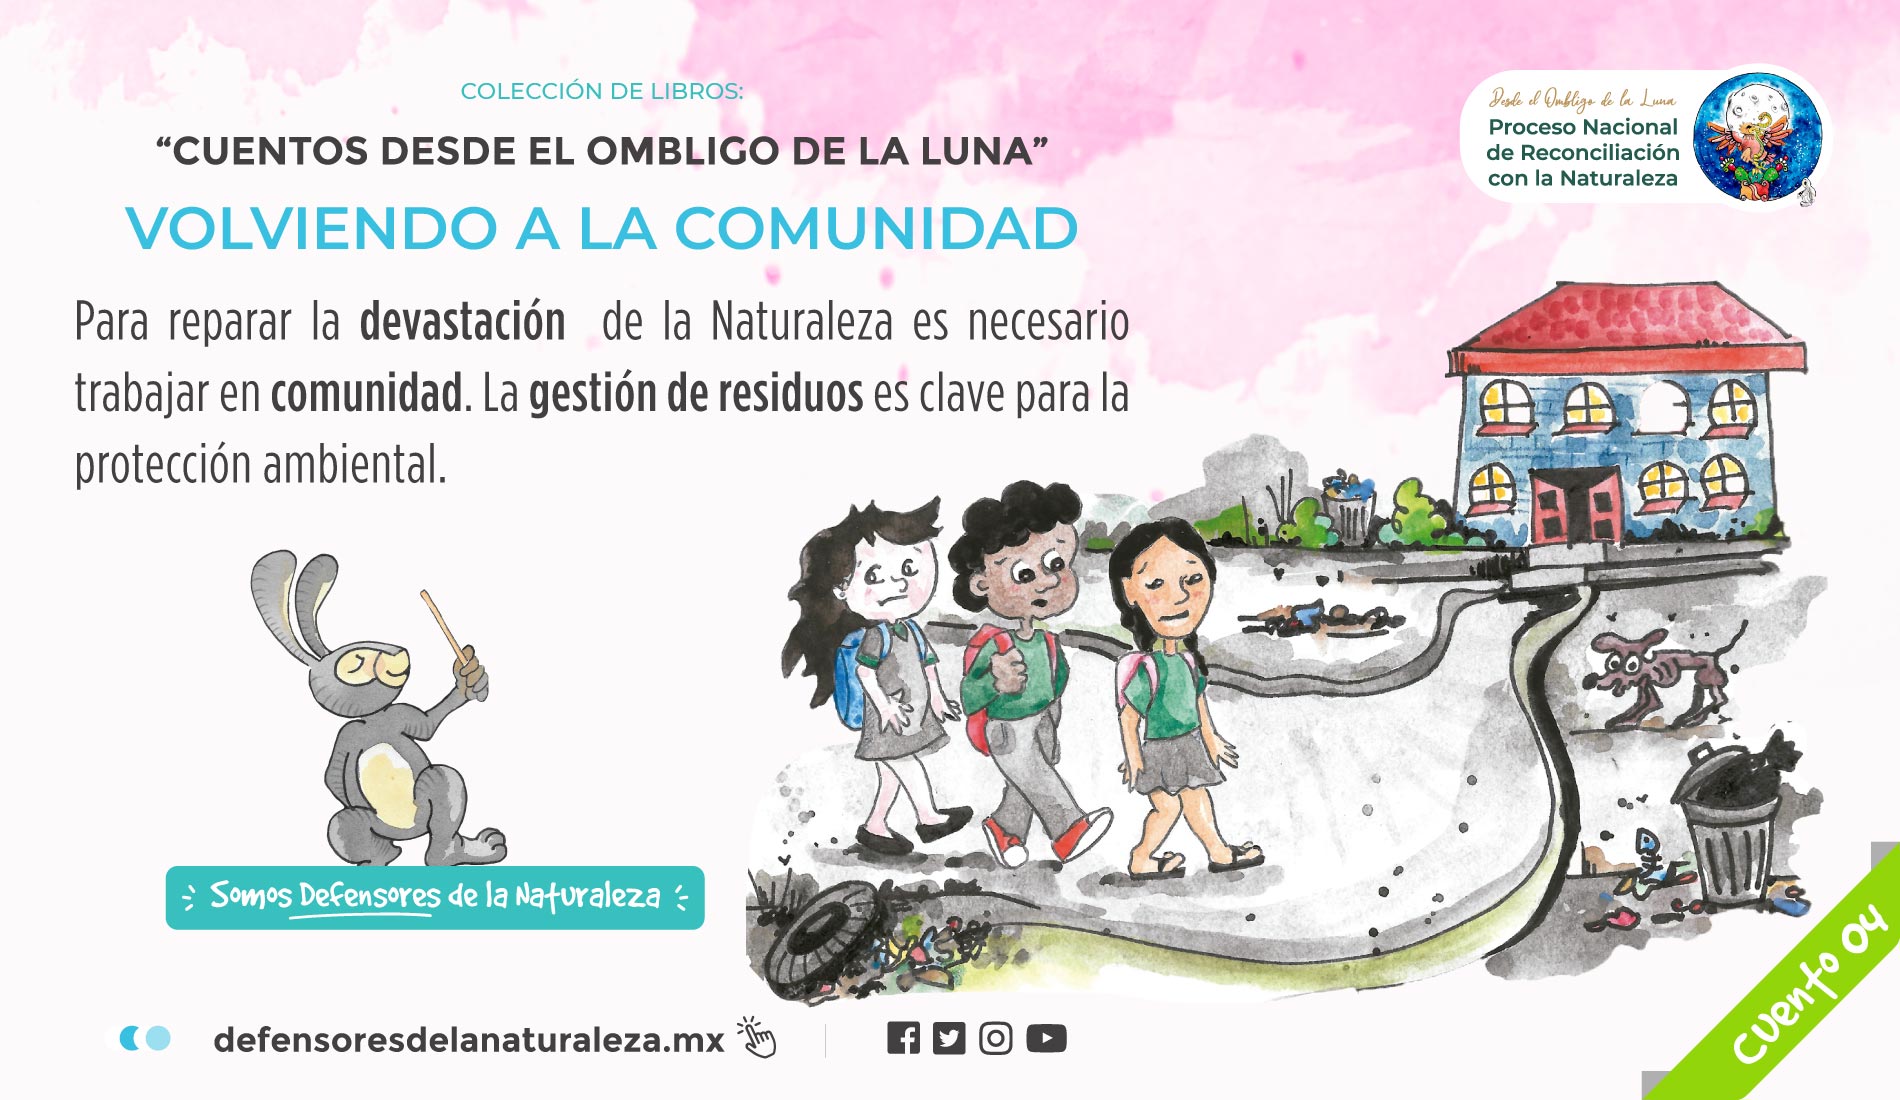 COLECCIÓN DE LIBROS:
“CUENTOS DESDE EL OMBLIGO DE LA LUNA”
VOLVIENDO A LA COMUNIDAD
Para reparar la devastación de la Naturaleza es necesario
trabajar en comunidad. La gestión de residuos es clave para la
protección ambiental.
Desde el Ombligo de la Luna
Proceso Nacional
de Reconciliación
con la Naturaleza
Somos Defensores de la Naturaleza
defensoresdelanaturaleza.mx
Cuento 04